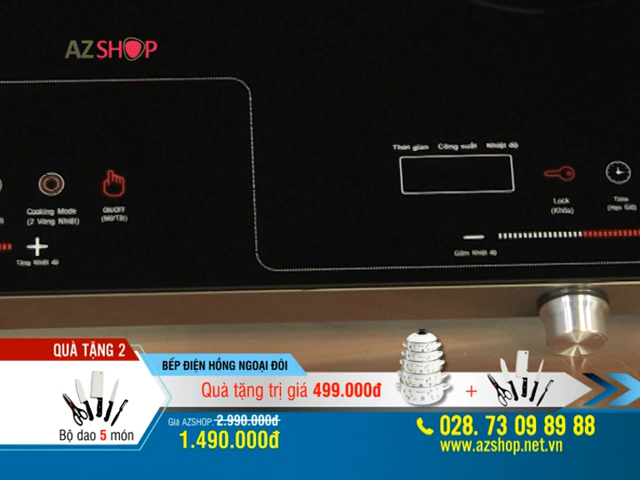 AZSHOP
Thời gian Công suất Nhiệt độ
Cooking Mode
(2 Vòng Nhiệt)
ON/OFF
(Mở/Tắt)
Lock
(Khóa)
Time
(Hẹn Giờ)
Tăng Nhiệt độ
Giảm Nhiệt độ
QUÀ TẶNG 2
Bộ dao 5 món
BẾP ĐIỆN HỒNG NGOẠI ĐÔI
Quà tặng trị giá 499.000đ
+
Giá AZSHOP: 2.990.000đ
1.490.000đ
028. 73 09 89 88
www.azshop.net.vn